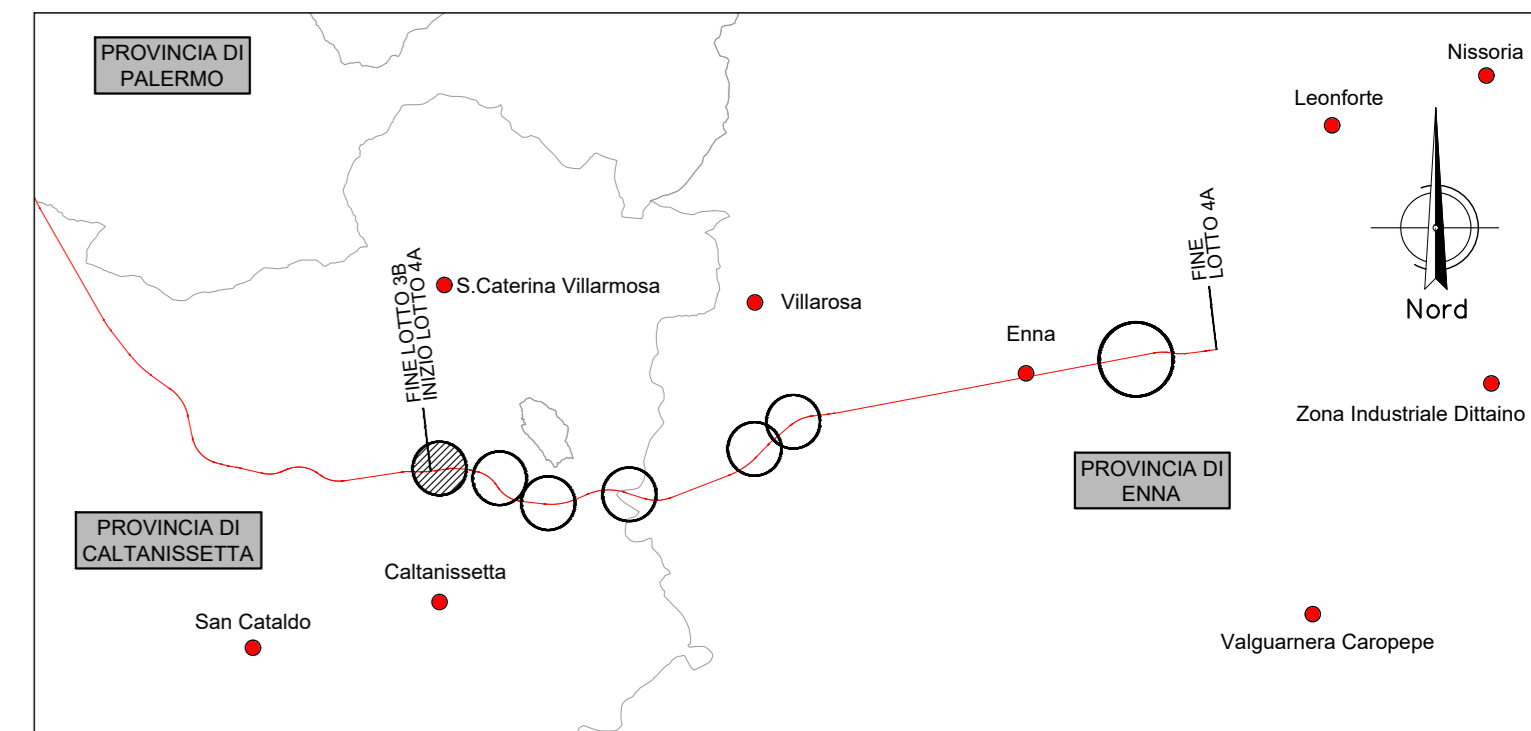 PROVINCIA DI
PALERMO
Nissoria
Leonforte
Nord
FINE
LOTTO 4A
FINE LOTTO 3B
INIZIO LOTTO 4A
S.Caterina Villarmosa
Villarosa
Enna
Zona Industriale Dittaino
PROVINCIA DI
ENNA
PROVINCIA DI
CALTANISSETTA
Caltanissetta
San Cataldo
Valguarnera Caropepe